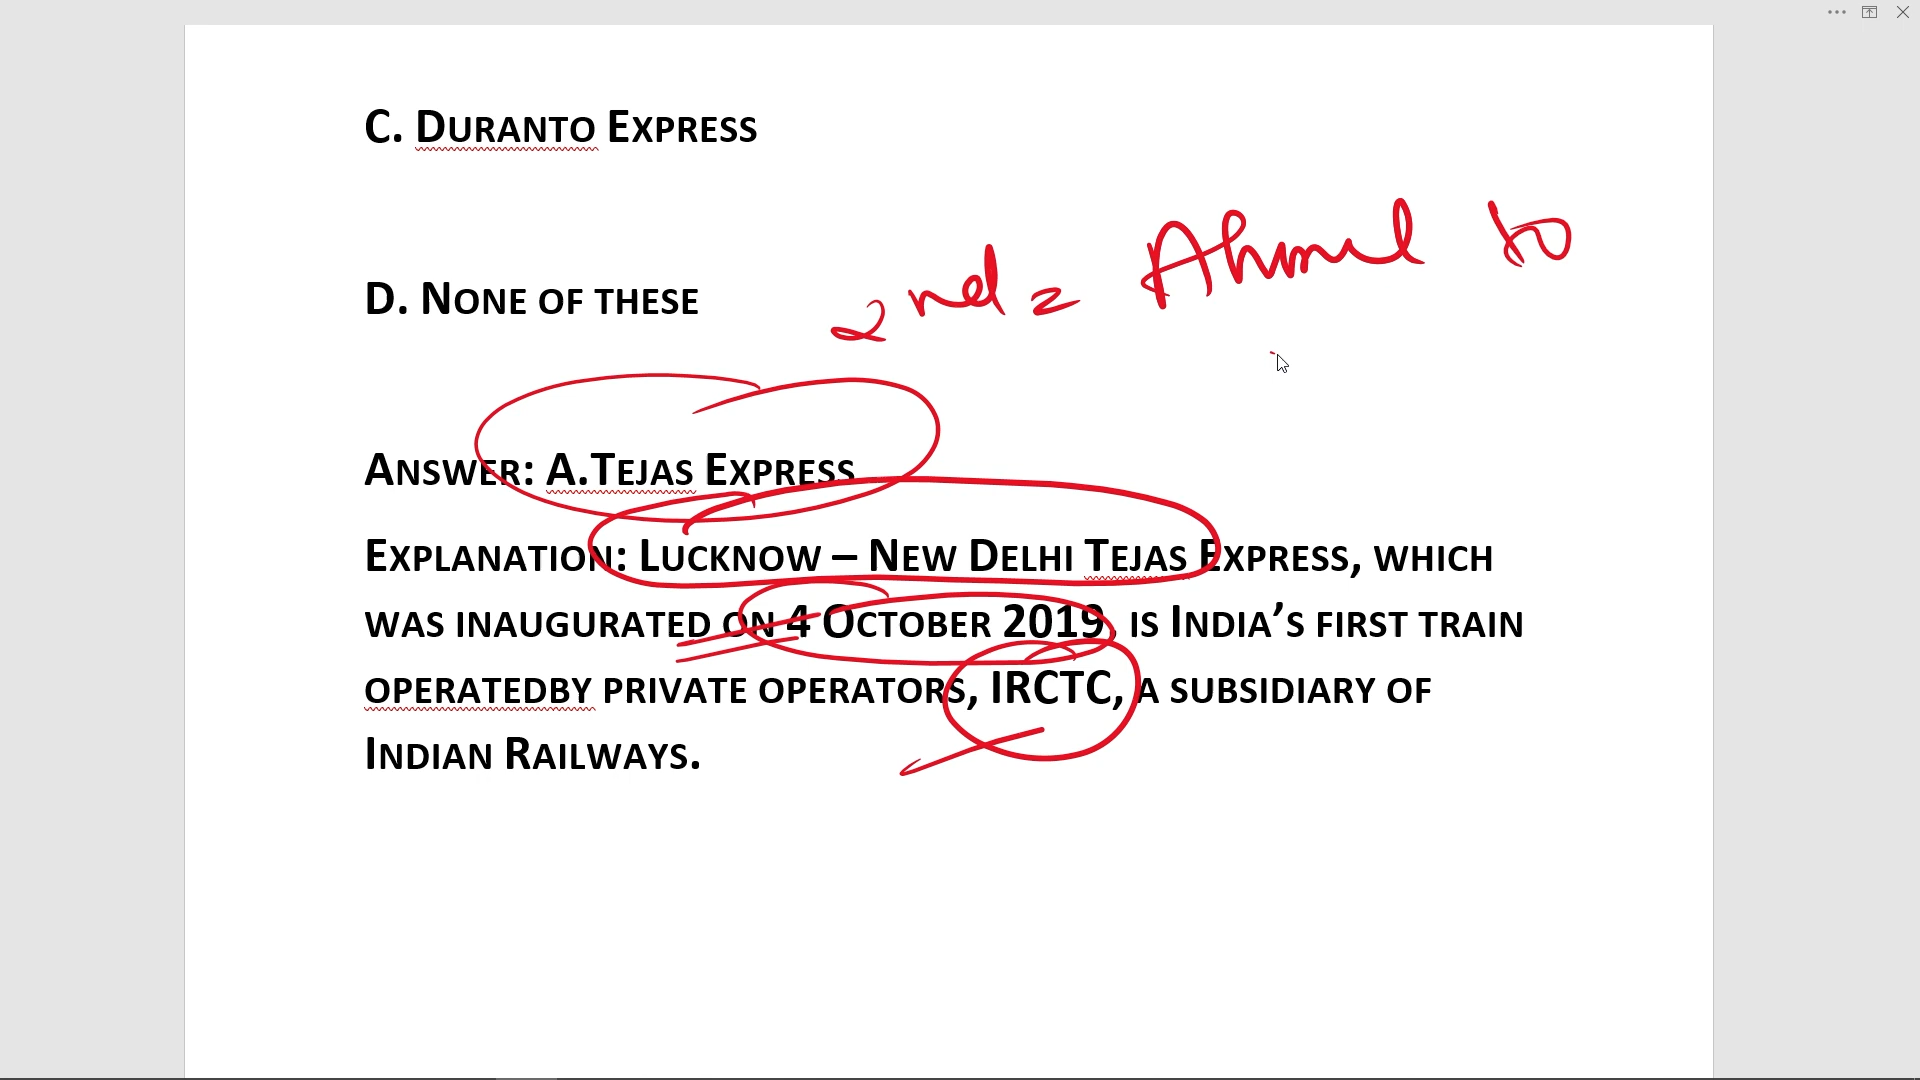 C. Duranto Express
D. None of these
2nd = Ahmd to
Answer: A.Tejas Express
Explanation: Lucknow – New Delhi Tejas Express, which
was inaugurated on 4 October 2019, is India’s first train
operatedby private operators, IRCTC, a subsidiary of
Indian Railways.